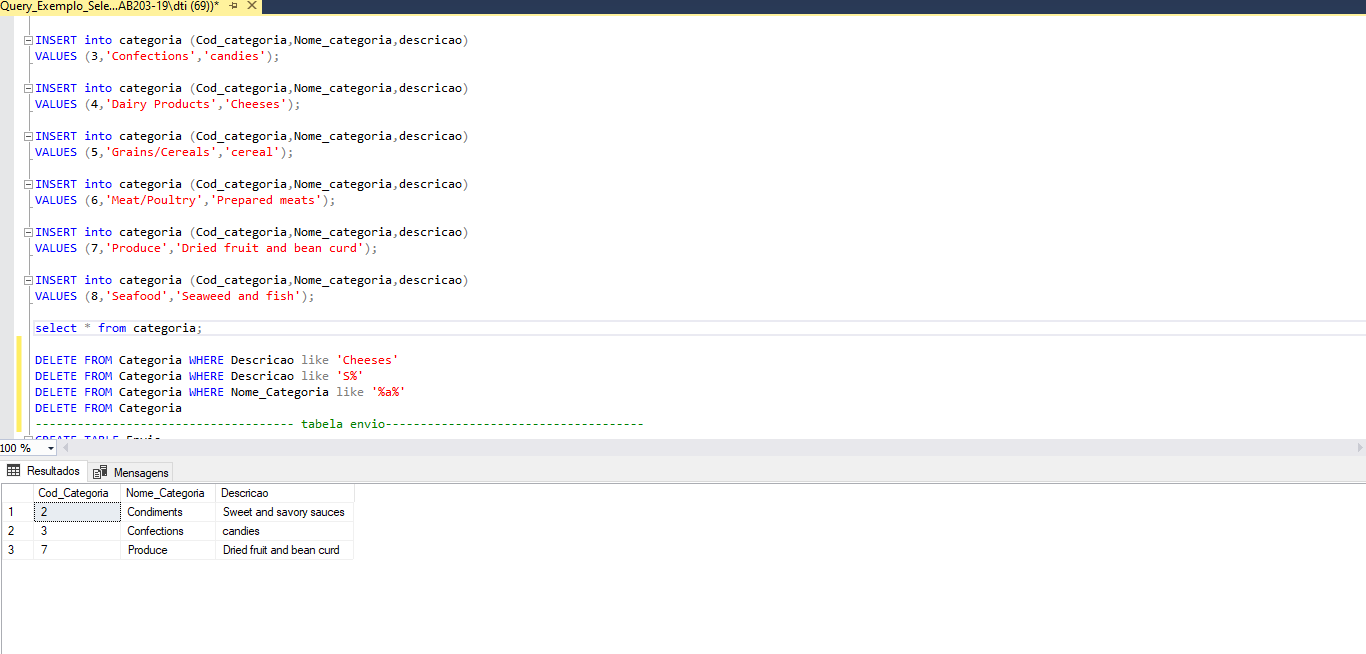 Query_Exemplo_Sele...AB203-19\dti (69))*
INSERT into categoria (Cod_categoria,Nome_categoria,descricao)
VALUES (3,'Confections','candies');
INSERT into categoria (Cod_categoria,Nome_categoria,descricao)
VALUES (4,'Dairy Products','Cheeses');
INSERT into categoria (Cod_categoria,Nome_categoria,descricao)
VALUES (5,'Grains/Cereals','cereal');
INSERT into categoria (Cod_categoria,Nome_categoria,descricao)
VALUES (6,'Meat/Poultry','Prepared meats');
INSERT into categoria (Cod_categoria,Nome_categoria,descricao)
VALUES (7,'Produce','Dried fruit and bean curd');
INSERT into categoria (Cod_categoria,Nome_categoria,descricao)
VALUES (8,'Seafood','Seaweed and fish');
select * from categoria;
DELETE FROM Categoria WHERE Descricao like 'Cheeses'
DELETE FROM Categoria WHERE Descricao like 'S%'
DELETE FROM Categoria WHERE Nome_Categoria like '%a%'
DELETE FROM Categoria
------------------------------------- tabela envio-------------------------------------
CREATE TABLE Envio
100 %
Resultados Mensagens
Cod_Categoria Nome_Categoria Descricao
1 2 Condiments Sweet and savory sauces
2 3 Confections candies
3 7 Produce Dried fruit and bean curd